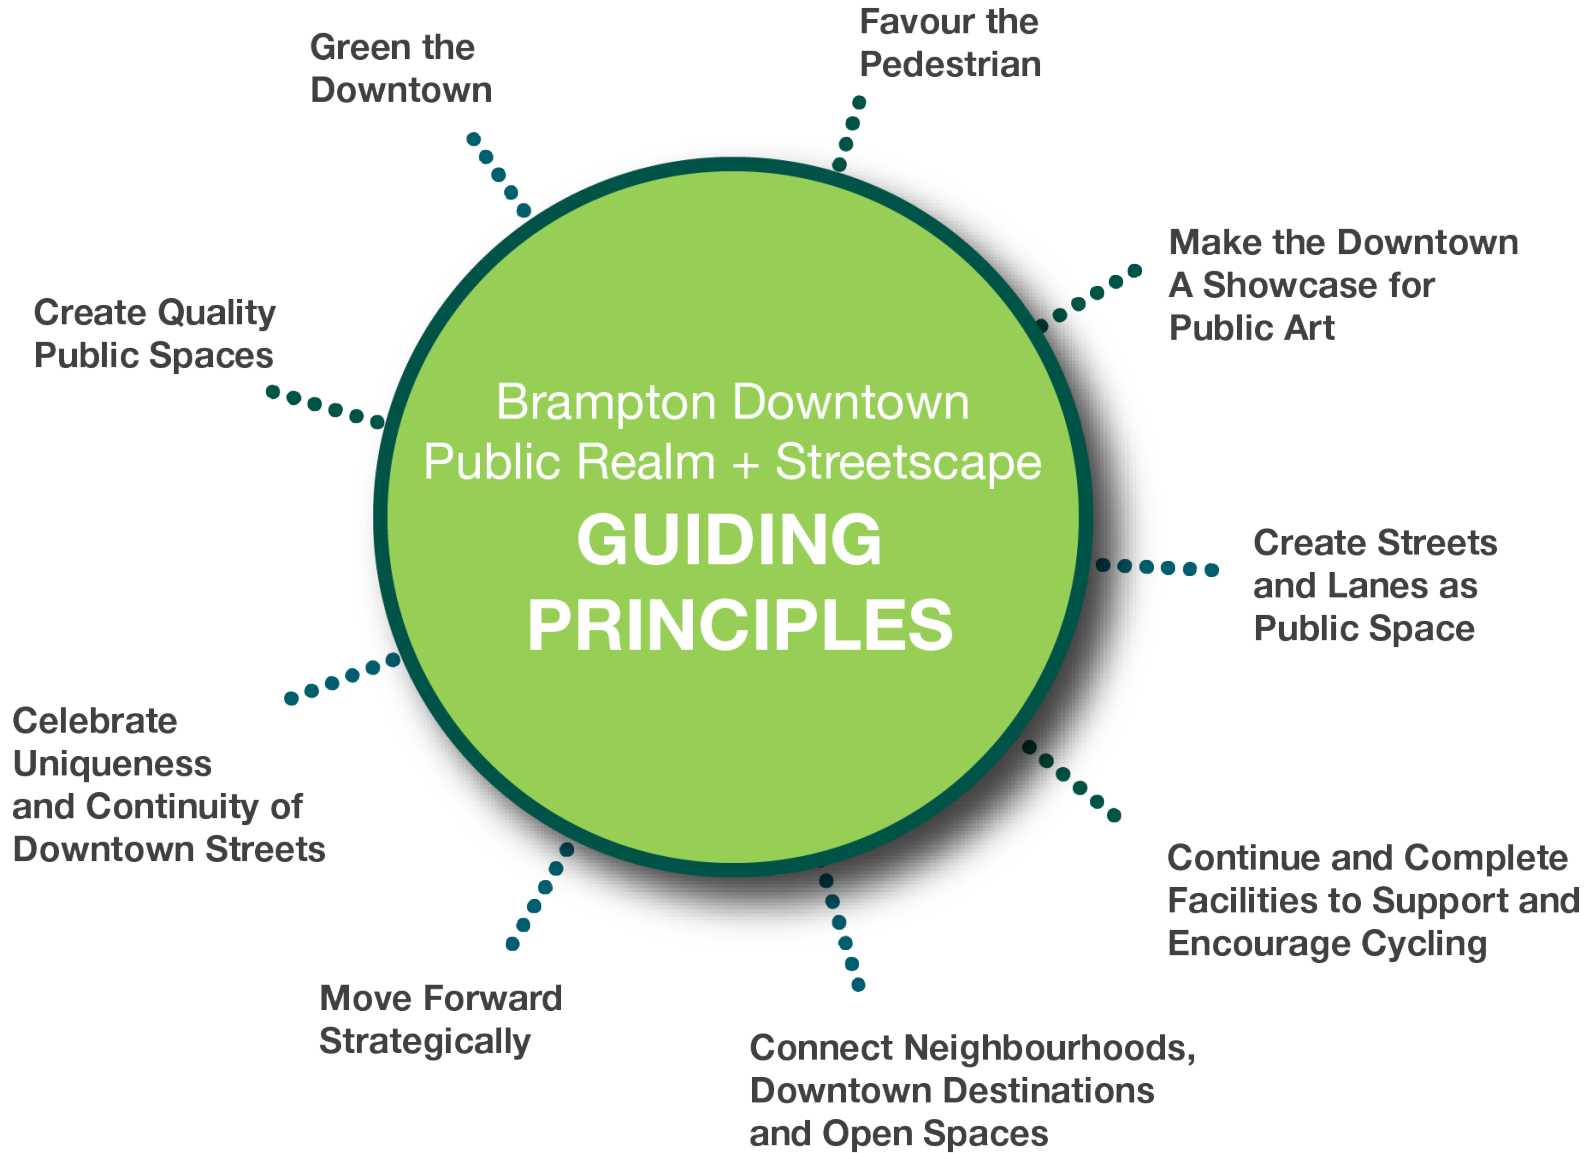 Favour the
Pedestrian
Green the
Downtown
Make the Downtown
A Showcase for
Public Art
Create Quality
Public Spaces
Brampton Downtown
Public Realm + Streetscape
GUIDING
PRINCIPLES
Create Streets
and Lanes as
Public Space
Celebrate
Uniqueness
and Continuity of
Downtown Streets
Continue and Complete
Facilities to Support and
Encourage Cycling
Move Forward
Strategically
Connect Neighbourhoods,
Downtown Destinations
and Open Spaces